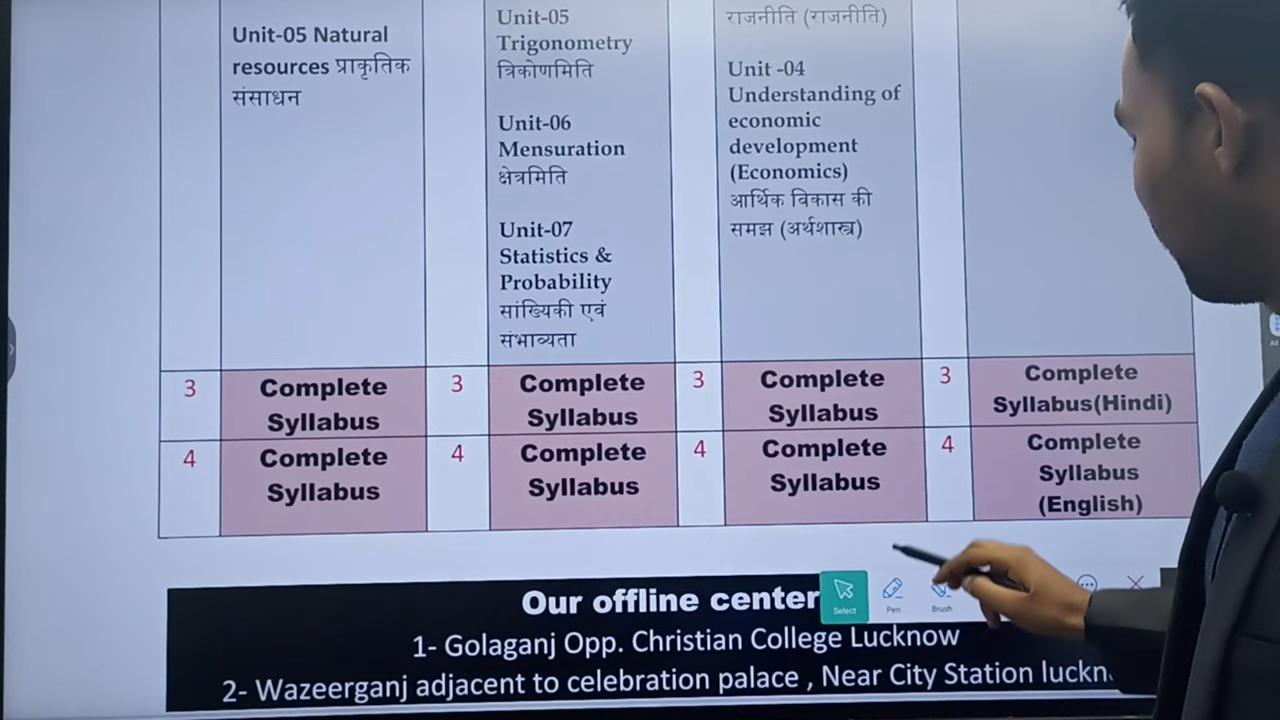 Unit-05 Natural
resources प्राकृतिक
संसाधन
Unit-05
Trigonometry
त्रिकोणमिति
Unit-06
Mensuration
क्षेत्रमिति
Unit-07
Statistics &
Probability
सांख्यिकी एवं
संभाव्यता
राजनीति (राजनीति)
Unit -04
Understanding of
economic
development
(Economics)
आर्थिक विकास की
समझ (अर्थशास्त्र)
3
Complete
Syllabus
3
Complete
Syllabus
3
Complete
Syllabus
3
Complete
Syllabus(Hindi)
4
Complete
Syllabus
4
Complete
Syllabus
4
Complete
Syllabus
4
Complete
Syllabus
(English)
Our offline center
Select
Pen
Brush
1- Golaganj Opp. Christian College Lucknow
2- Wazeerganj adjacent to celebration palace , Near City Station luckn